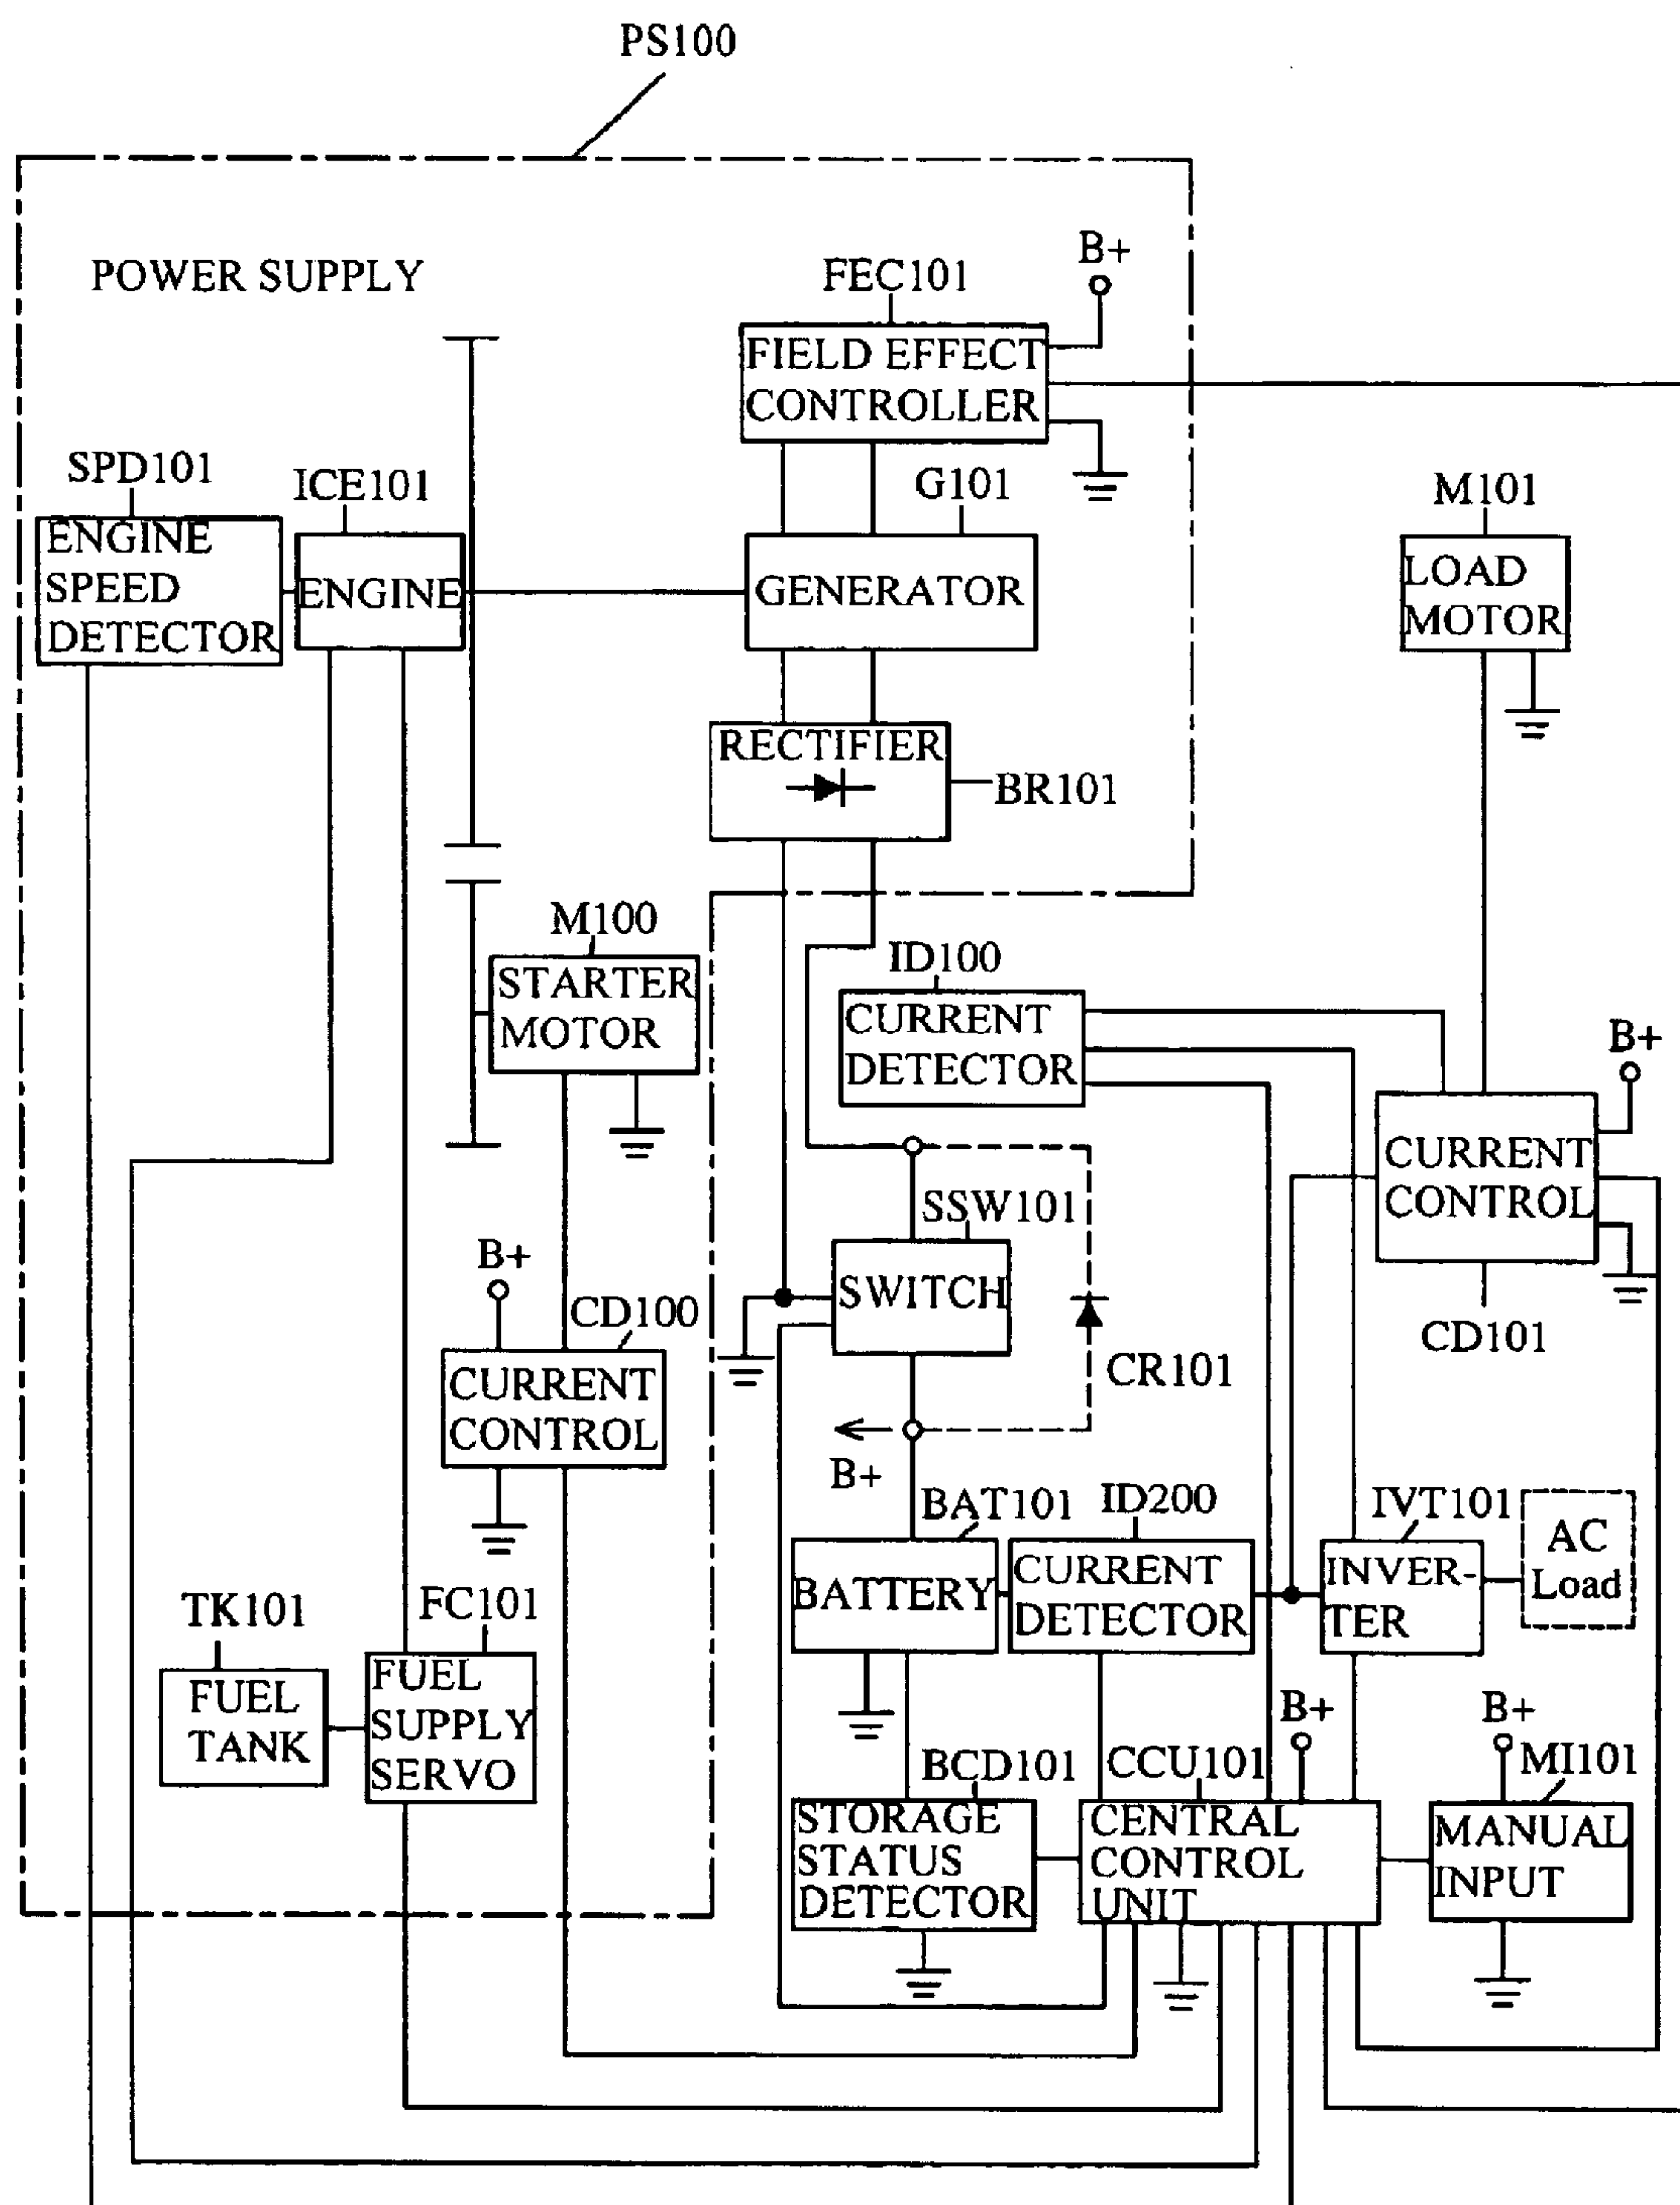 PS100
POWER SUPPLY
B+
FEC101
FIELD EFFECT
CONTROLLER
SPD101
ICE101
G101
M101
ENGINE
SPEED
DETECTOR
ENGINE
GENERATOR
LOAD
MOTOR
RECTIFIER
BR101
M100
STARTER
MOTOR
ID100
CURRENT
DETECTOR
B+
CURRENT
CONTROL
CD101
SSW101
SWITCH
CR101
B+
B+
CD100
CURRENT
CONTROL
BAT101
BATTERY
ID200
CURRENT
DETECTOR
IVT101
INVER-
TER
AC
Load
TK101
FUEL
TANK
FC101
FUEL
SUPPLY
SERVO
BCD101
STORAGE
STATUS
DETECTOR
CCU101
B+
CENTRAL
CONTROL
UNIT
B+
MI101
MANUAL
INPUT